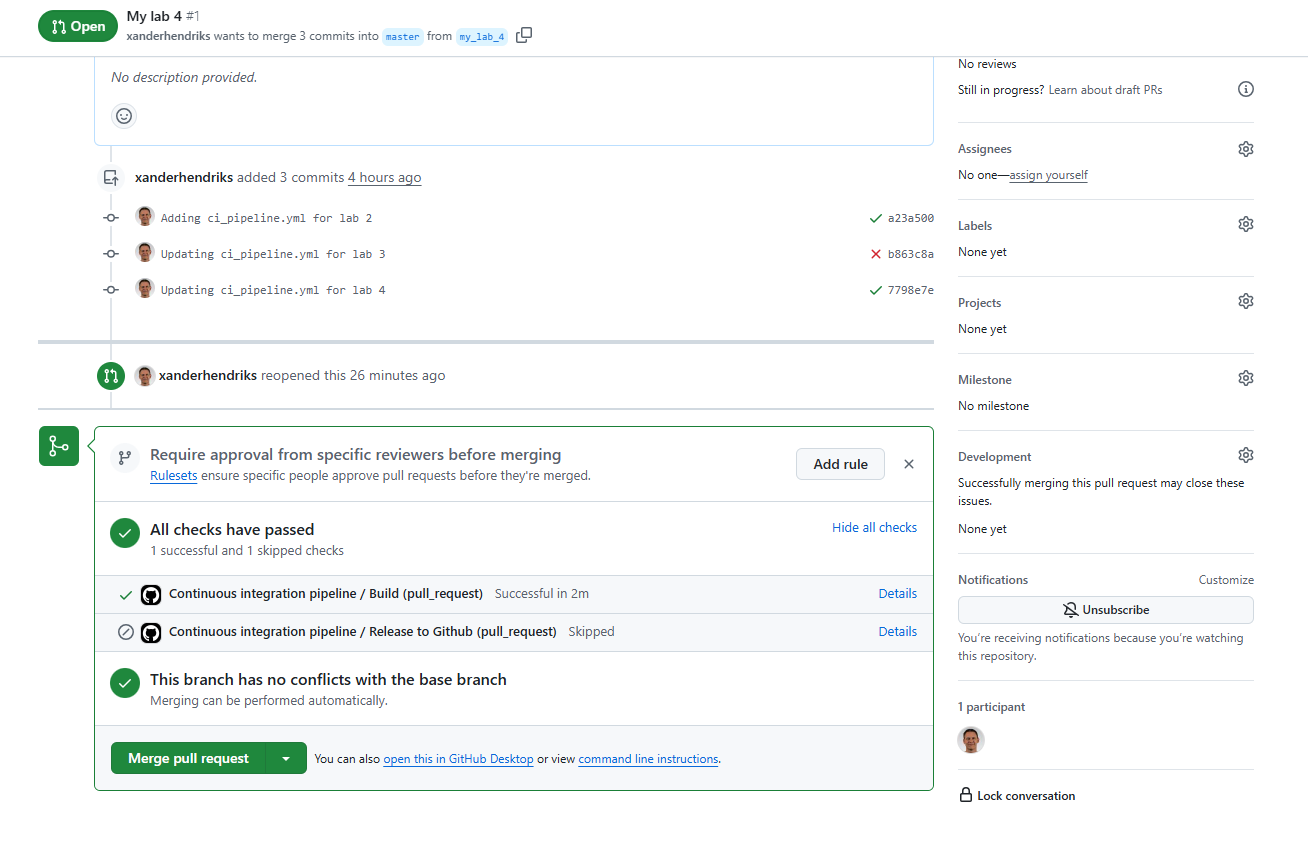 Open
My lab 4 #1
xanderhendriks wants to merge 3 commits into master from my_lab_4
No description provided.
xanderhendriks added 3 commits 4 hours ago
Adding ci_pipeline.yml for lab 2
a23a500
Updating ci_pipeline.yml for lab 3
b863c8a
Updating ci_pipeline.yml for lab 4
7798e7e
xanderhendriks reopened this 26 minutes ago
Require approval from specific reviewers before merging
Rulesets ensure specific people approve pull requests before they're merged.
Add rule
All checks have passed
1 successful and 1 skipped checks
Hide all checks
Continuous integration pipeline / Build (pull_request) Successful in 2m
Details
Continuous integration pipeline / Release to Github (pull_request) Skipped
Details
This branch has no conflicts with the base branch
Merging can be performed automatically.
Merge pull request
You can also open this in GitHub Desktop or view command line instructions.
No reviews
Still in progress? Learn about draft PRs
Assignees
No one—assign yourself
Labels
None yet
Projects
None yet
Milestone
No milestone
Development
Successfully merging this pull request may close these
issues.
None yet
Notifications
Customize
Unsubscribe
You're receiving notifications because you're watching
this repository.
1 participant
Lock conversation